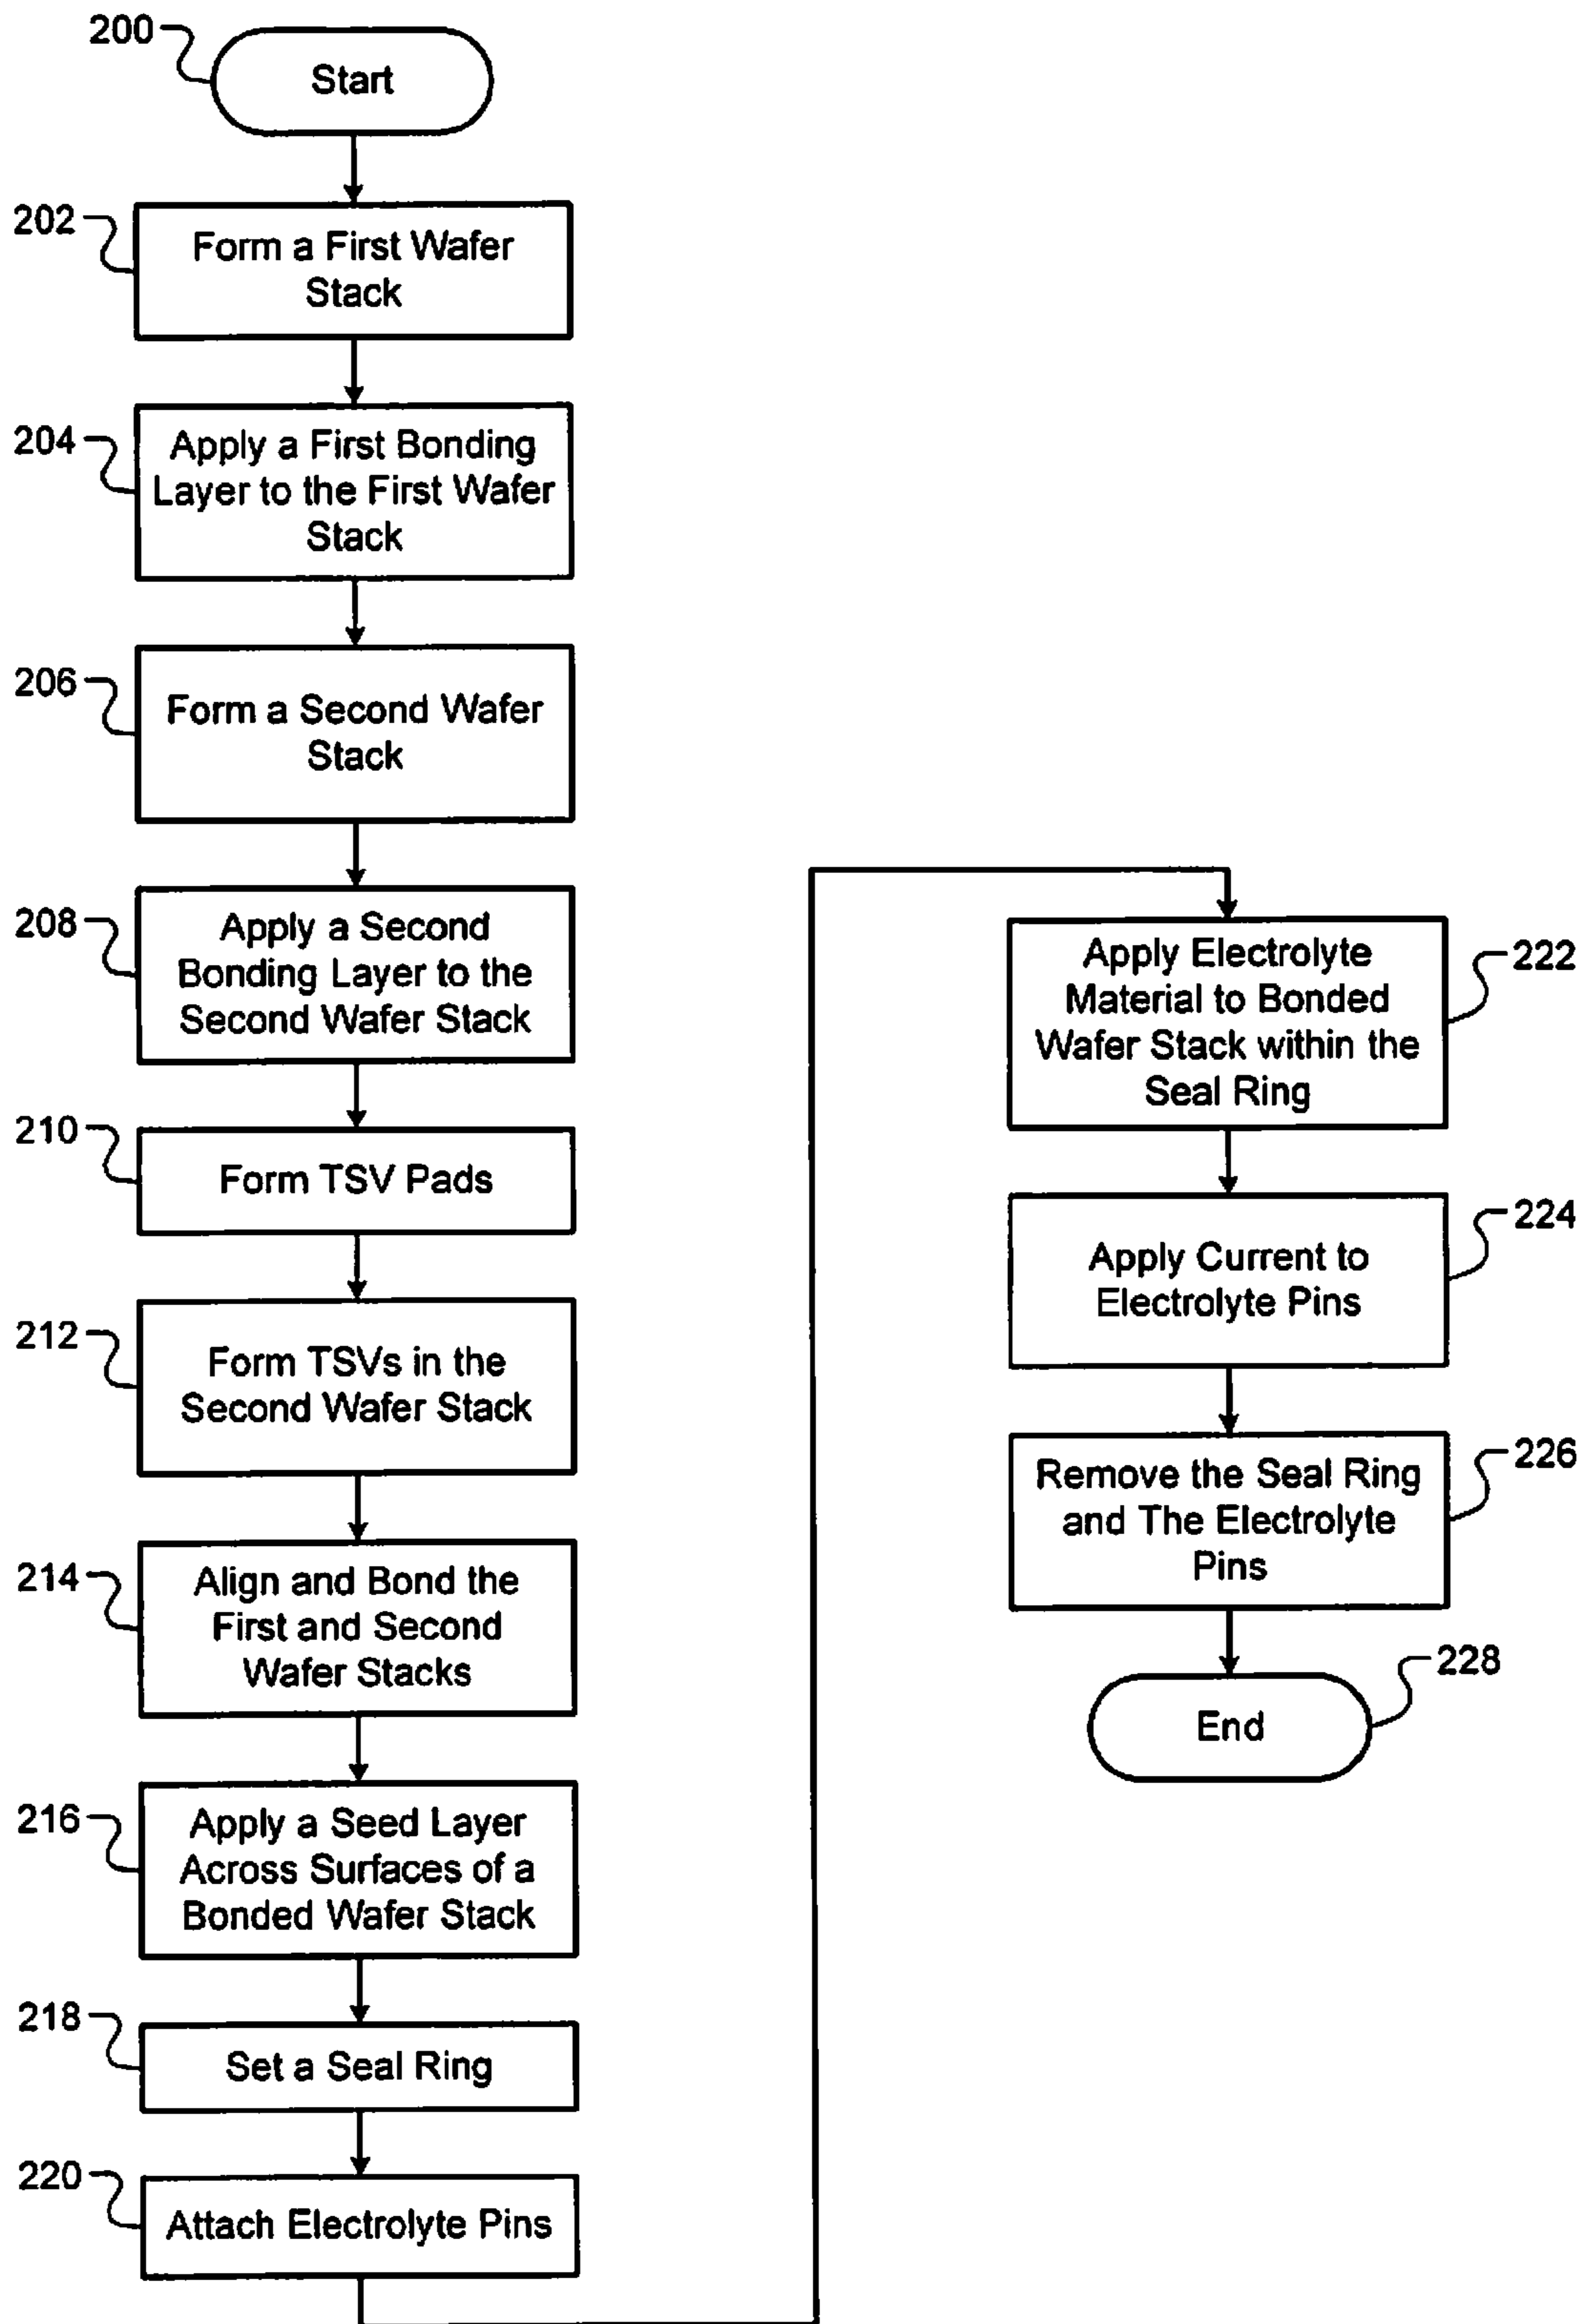 200
Start
202
Form a First Wafer
Stack
204
Apply a First Bonding
Layer to the First Wafer
Stack
206
Form a Second Wafer
Stack
208
Apply a Second
Bonding Layer to the
Second Wafer Stack
210
Form TSV Pads
212
Form TSVs in the
Second Wafer Stack
214
Align and Bond the
First and Second
Wafer Stacks
216
Apply a Seed Layer
Across Surfaces of a
Bonded Wafer Stack
218
Set a Seal Ring
220
Attach Electrolyte Pins
Apply Electrolyte
Material to Bonded
Wafer Stack within the
Seal Ring
222
Apply Current to
Electrolyte Pins
224
Remove the Seal Ring
and The Electrolyte
Pins
226
End
228